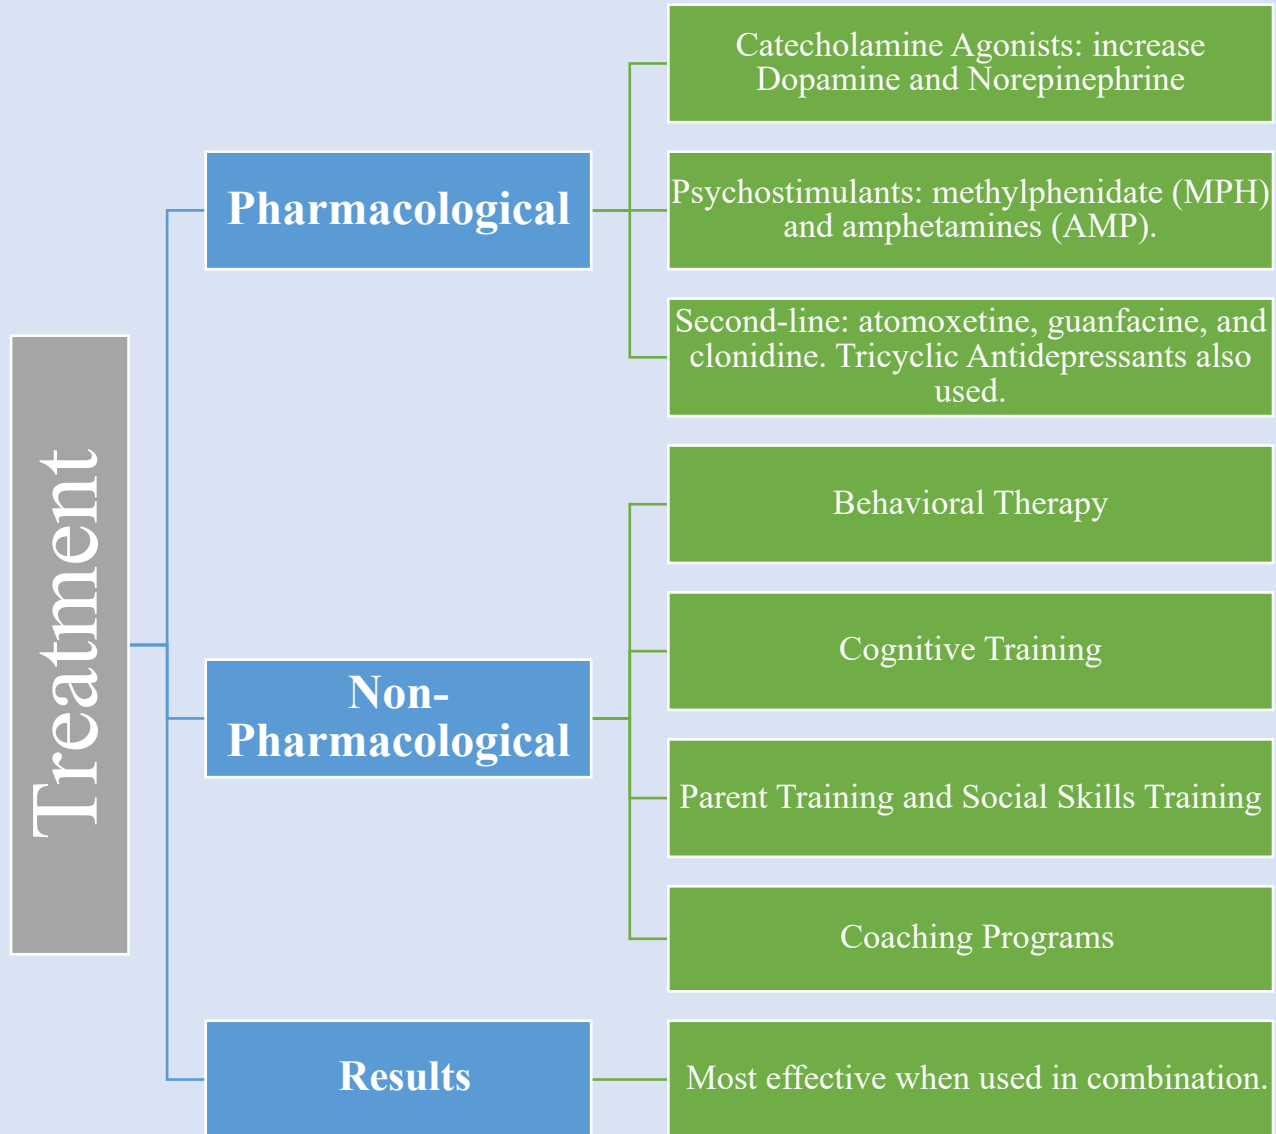 Treatment
Pharmacological
Catecholamine Agonists: increase
Dopamine and Norepinephrine
Psychostimulants: methylphenidate (MPH)
and amphetamines (AMP).
Second-line: atomoxetine, guanfacine, and
clonidine. Tricyclic Antidepressants also
used.
Non-
Pharmacological
Behavioral Therapy
Cognitive Training
Parent Training and Social Skills Training
Coaching Programs
Results
Most effective when used in combination.